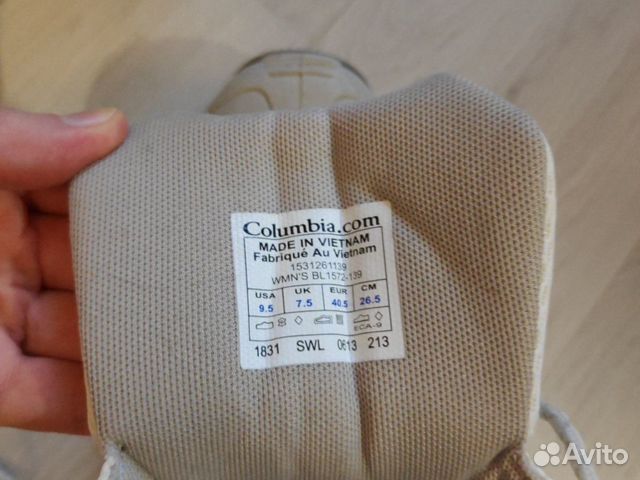 Columbia.com
MADE IN VIETNAM
Fabriqué Au Vietnam
1531261139
WMN'S BL1572-139
USA UK EUR CM
9.5 7.5 40.5 26.5
ECA-9
1831 SWL 0613 213
Avito